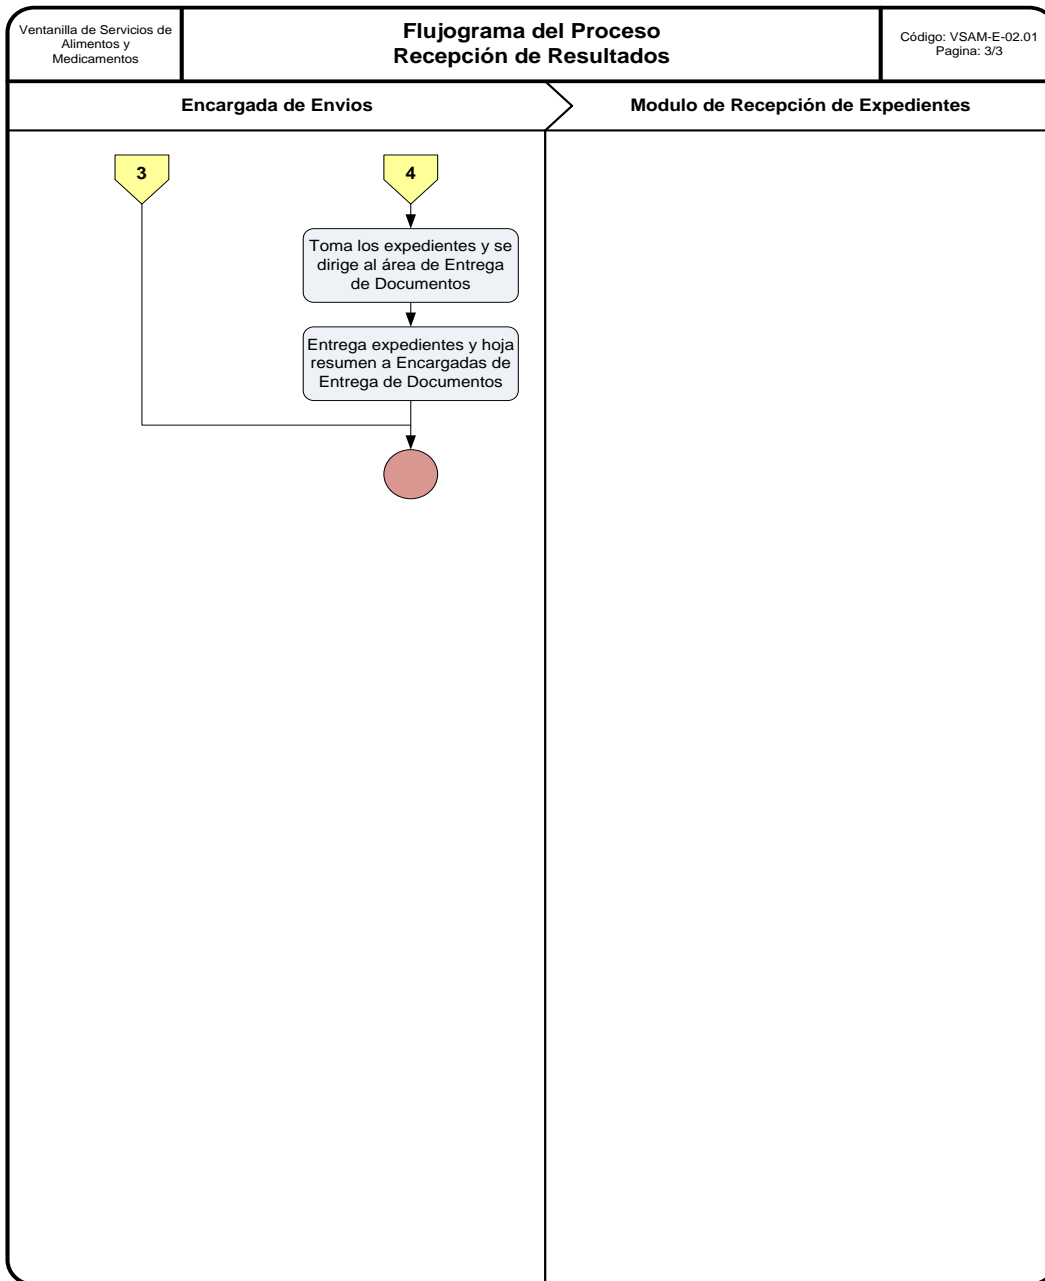 Ventanilla de Servicios de
Alimentos y
Medicamentos
Flujograma del Proceso
Recepción de Resultados
Código: VSAM-E-02.01
Pagina: 3/3
Encargada de Envios
Modulo de Recepción de Expedientes
3
4
Toma los expedientes y se
dirige al área de Entrega
de Documentos
Entrega expedientes y hoja
resumen a Encargadas de
Entrega de Documentos